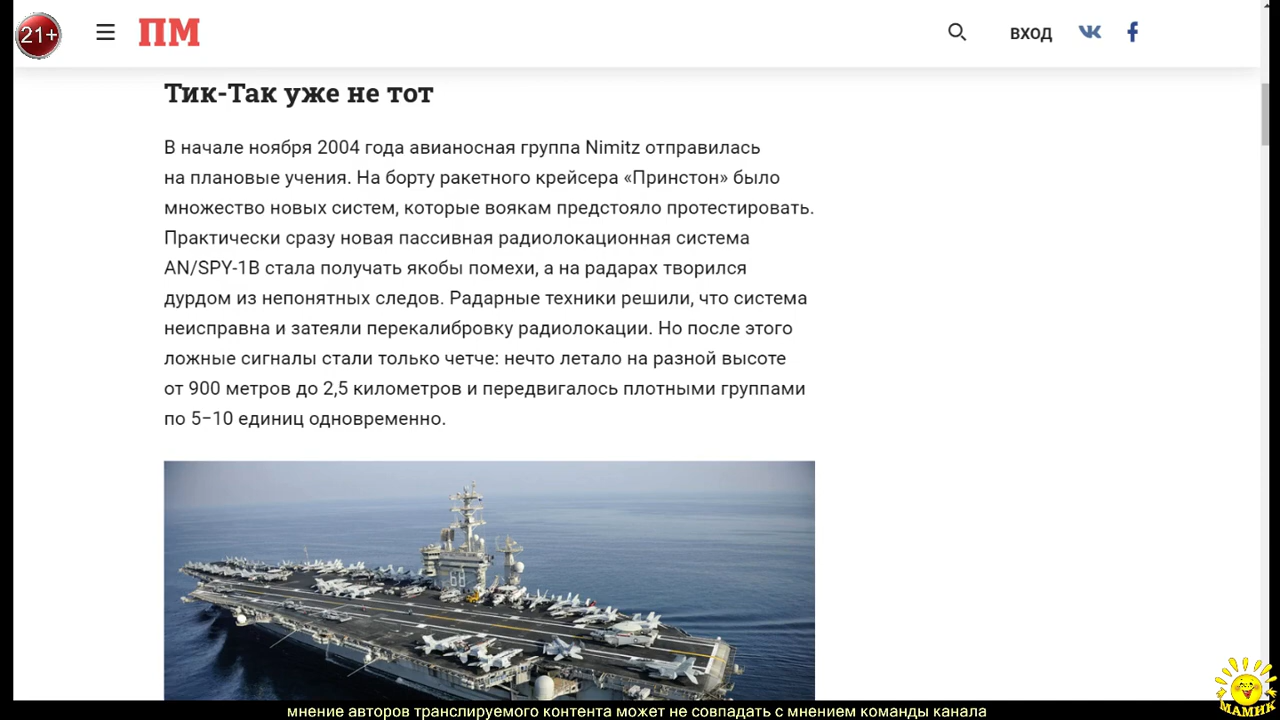 21+
ПМ
ВХОД
Тик-Так уже не тот
В начале ноября 2004 года авианосная группа Nimitz отправилась
на плановые учения. На борту ракетного крейсера «Принстон» было
множество новых систем, которые воякам предстояло протестировать.
Практически сразу новая пассивная радиолокационная система
AN/SPY-1B стала получать якобы помехи, а на радарах творился
дурдом из непонятных следов. Радарные техники решили, что система
неисправна и затеяли перекалибровку радиолокации. Но после этого
ложные сигналы стали только четче: нечто летало на разной высоте
от 900 метров до 2,5 километров и передвигалось плотными группами
по 5–10 единиц одновременно.
68
МАМИК
мнение авторов транслируемого контента может не совпадать с мнением команды канала